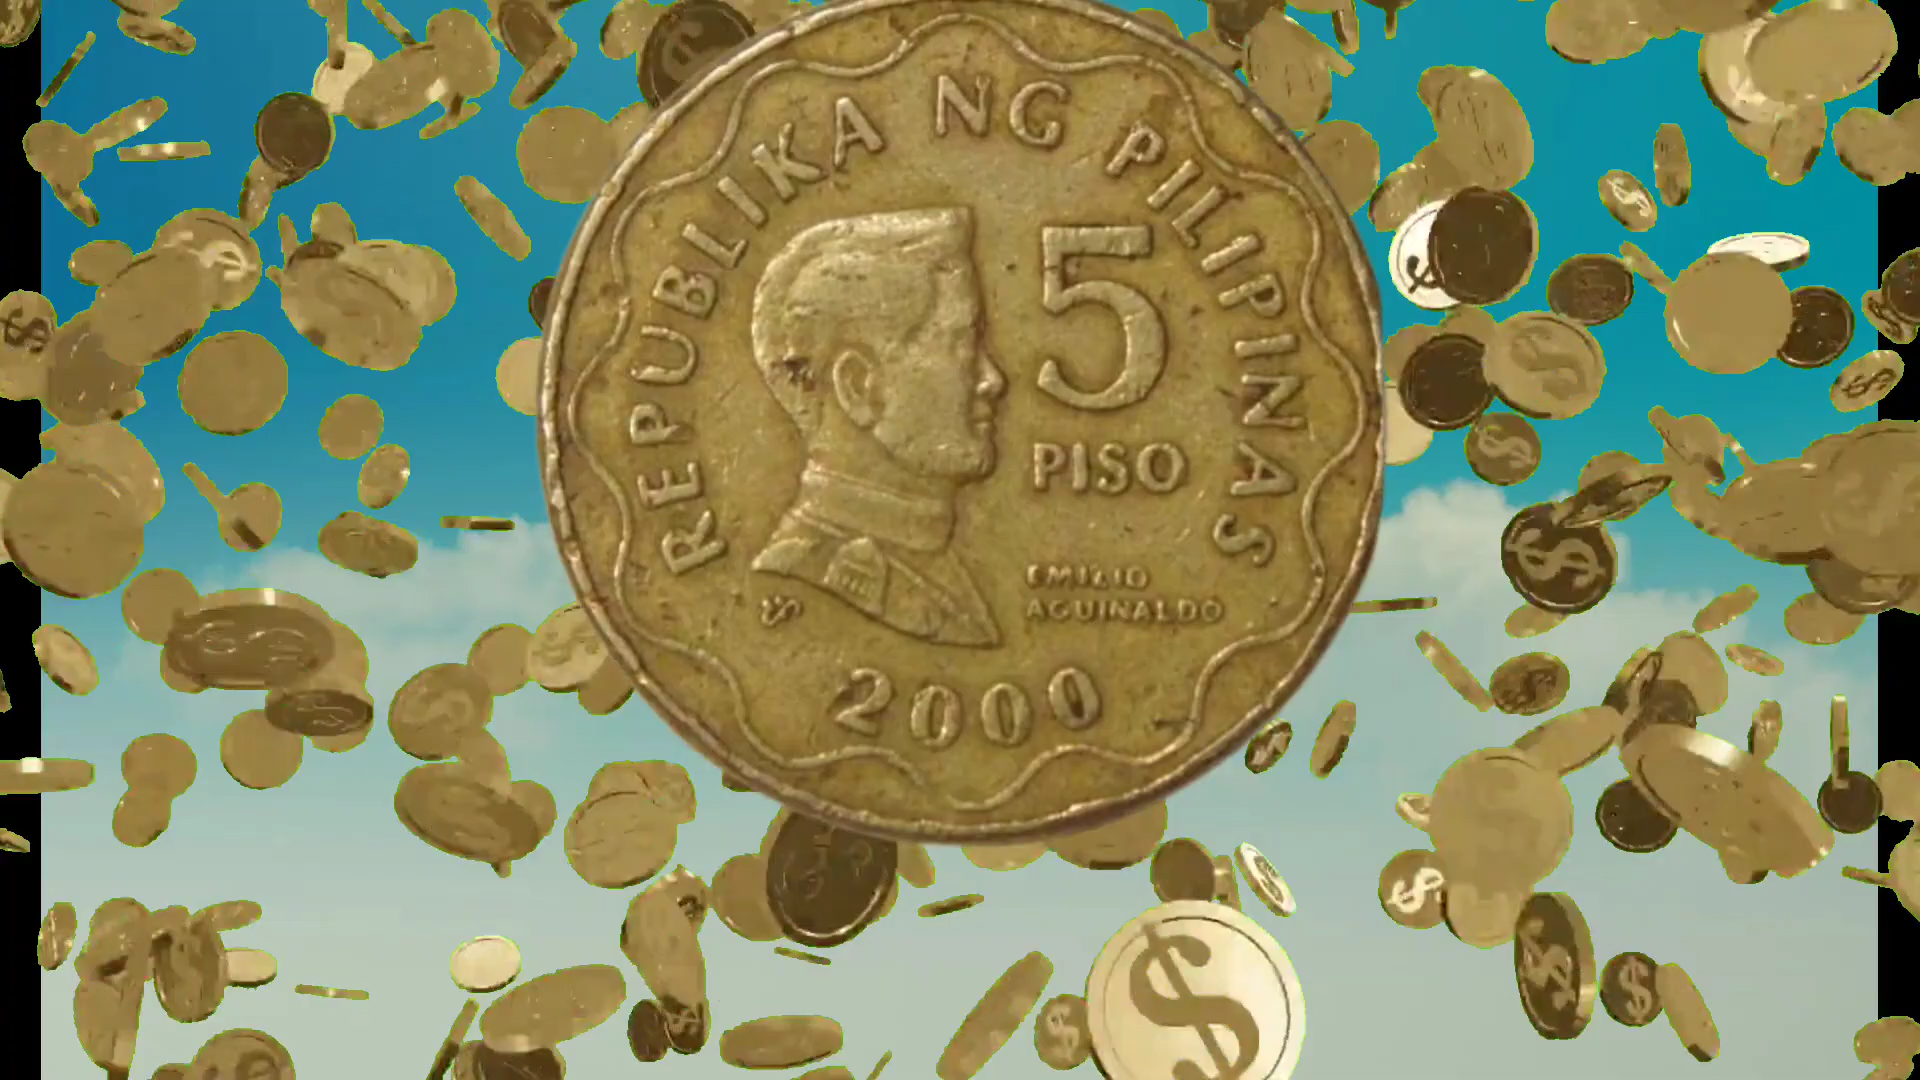 REPUBLIKA NG PILIPINAS
5
PISO
EMILIO
AGUINALDO
2000
$